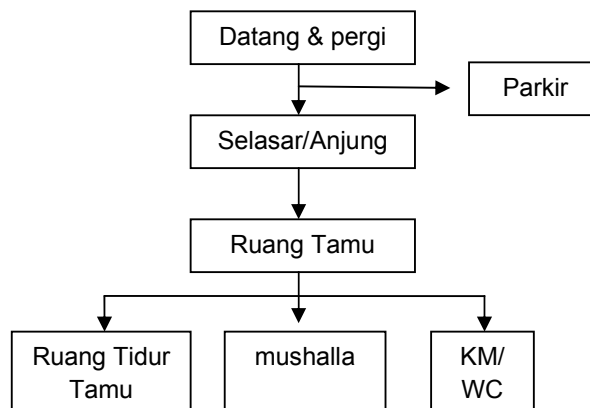 Datang & pergi
Parkir
Selasar/Anjung
Ruang Tamu
Ruang Tidur
Tamu
mushalla
KM/
WC